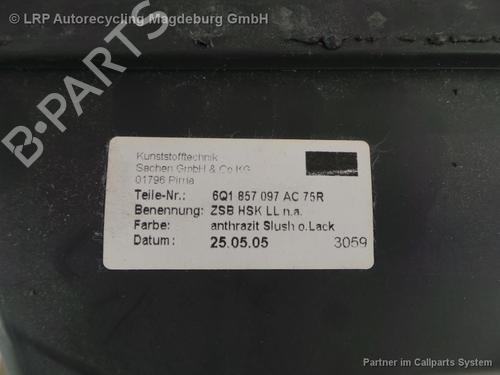 © LRP Autorecycling Magdeburg GmbH
B-PARTS
Kunststofftechnik
Sachen GmbH & Co KG
01796 Pirna
Teile-Nr.: 6Q1 857 097 AC 75R
Benennung: ZSB HSK LL n.a.
Farbe: anthrazit Slush o.Lack
Datum: 25.05.05 3059
Partner im Callparts System